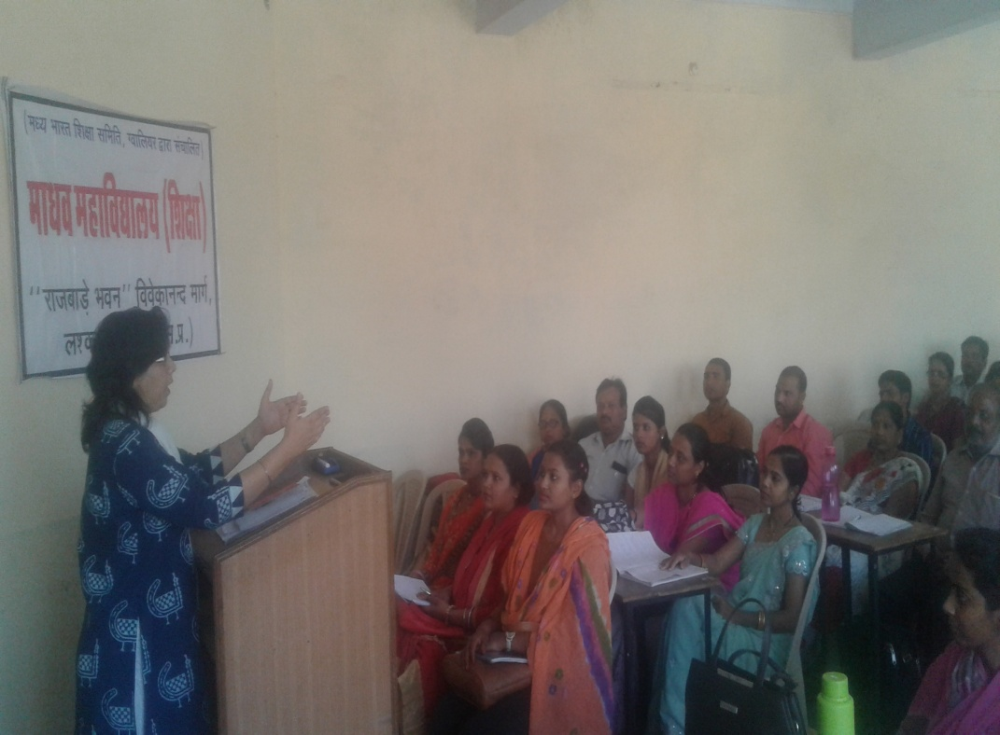 (मध्य भारत शिक्षा समिति, ग्वालियर द्वारा संचालित)
माधव महाविद्यालय (शिक्षा)
"राजबाड़े भवन" विवेकानन्द मार्ग,
.प्र.)